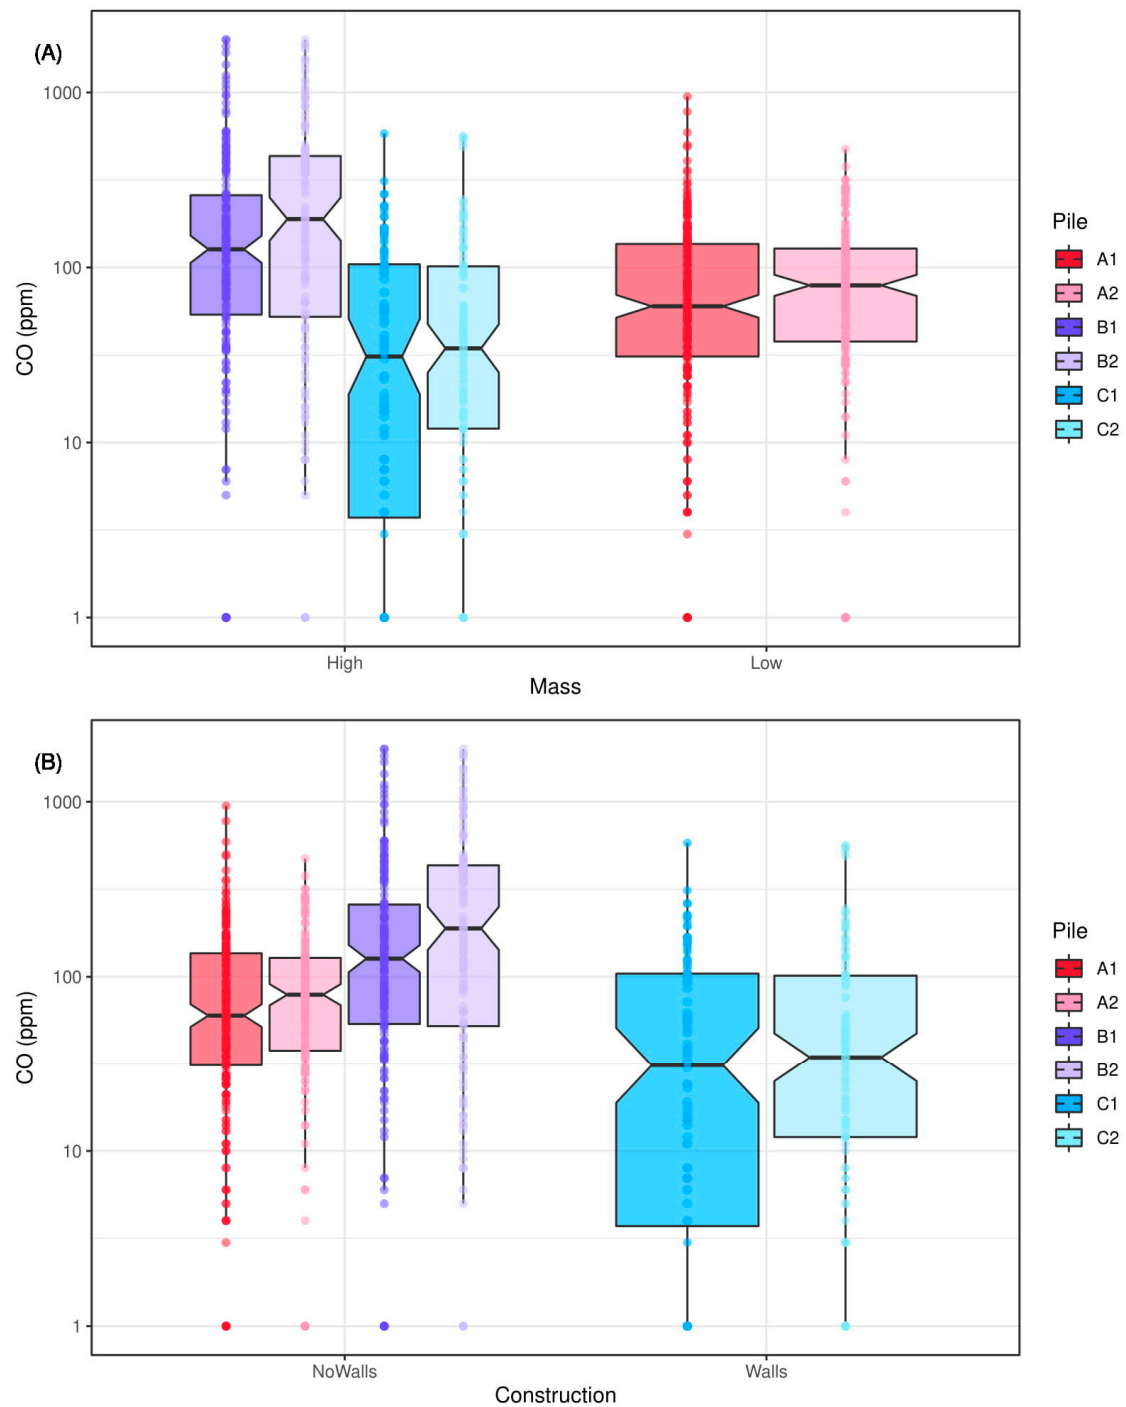 (A)
1000
100
10
1
CO (ppm)
High
Low
Mass
Pile
A1
A2
B1
B2
C1
C2
(B)
1000
100
10
1
CO (ppm)
NoWalls
Walls
Construction
Pile
A1
A2
B1
B2
C1
C2